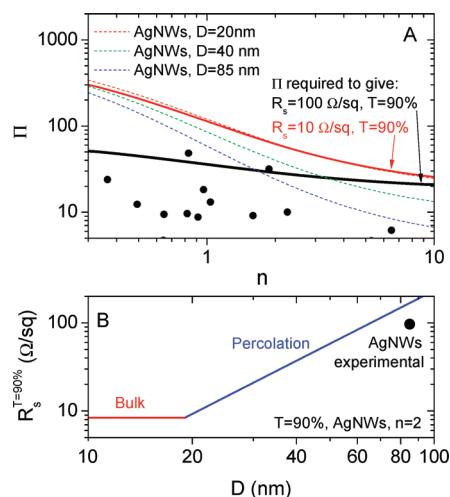 AgNWs, D=20nm
AgNWs, D=40 nm
AgNWs, D=85 nm
A
Π required to give:
Rs=100 Ω/sq, T=90%
Rs=10 Ω/sq, T=90%
1000
100
10
Π
1
10
n
B
Percolation
Bulk
AgNWs
experimental
T=90%, AgNWs, n=2
100
10
Rs^T=90% (Ω/sq)
10
20
40
60
80
100
D (nm)